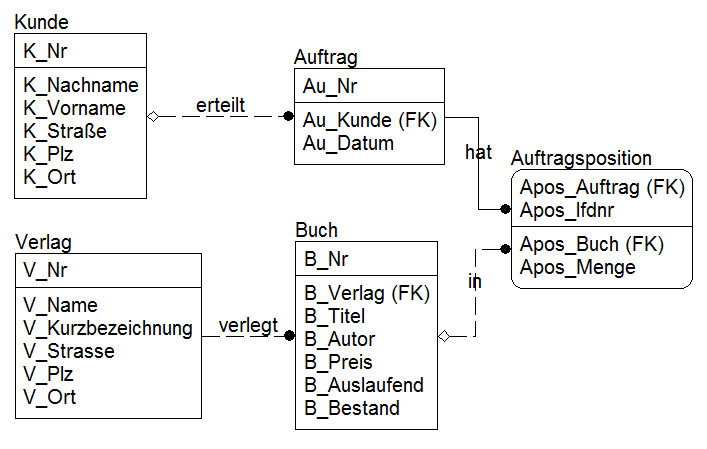 Kunde
K_Nr
K_Nachname
K_Vorname
K_Straße
K_Plz
K_Ort
erteilt
Auftrag
Au_Nr
Au_Kunde (FK)
Au_Datum
hat
Auftragsposition
Apos_Auftrag (FK)
Apos_lfdnr
Apos_Buch (FK)
Apos_Menge
Verlag
V_Nr
V_Name
V_Kurzbezeichnung
V_Strasse
V_Plz
V_Ort
verlegt
Buch
B_Nr
B_Verlag (FK)
B_Titel
B_Autor
B_Preis
B_Auslaufend
B_Bestand
in